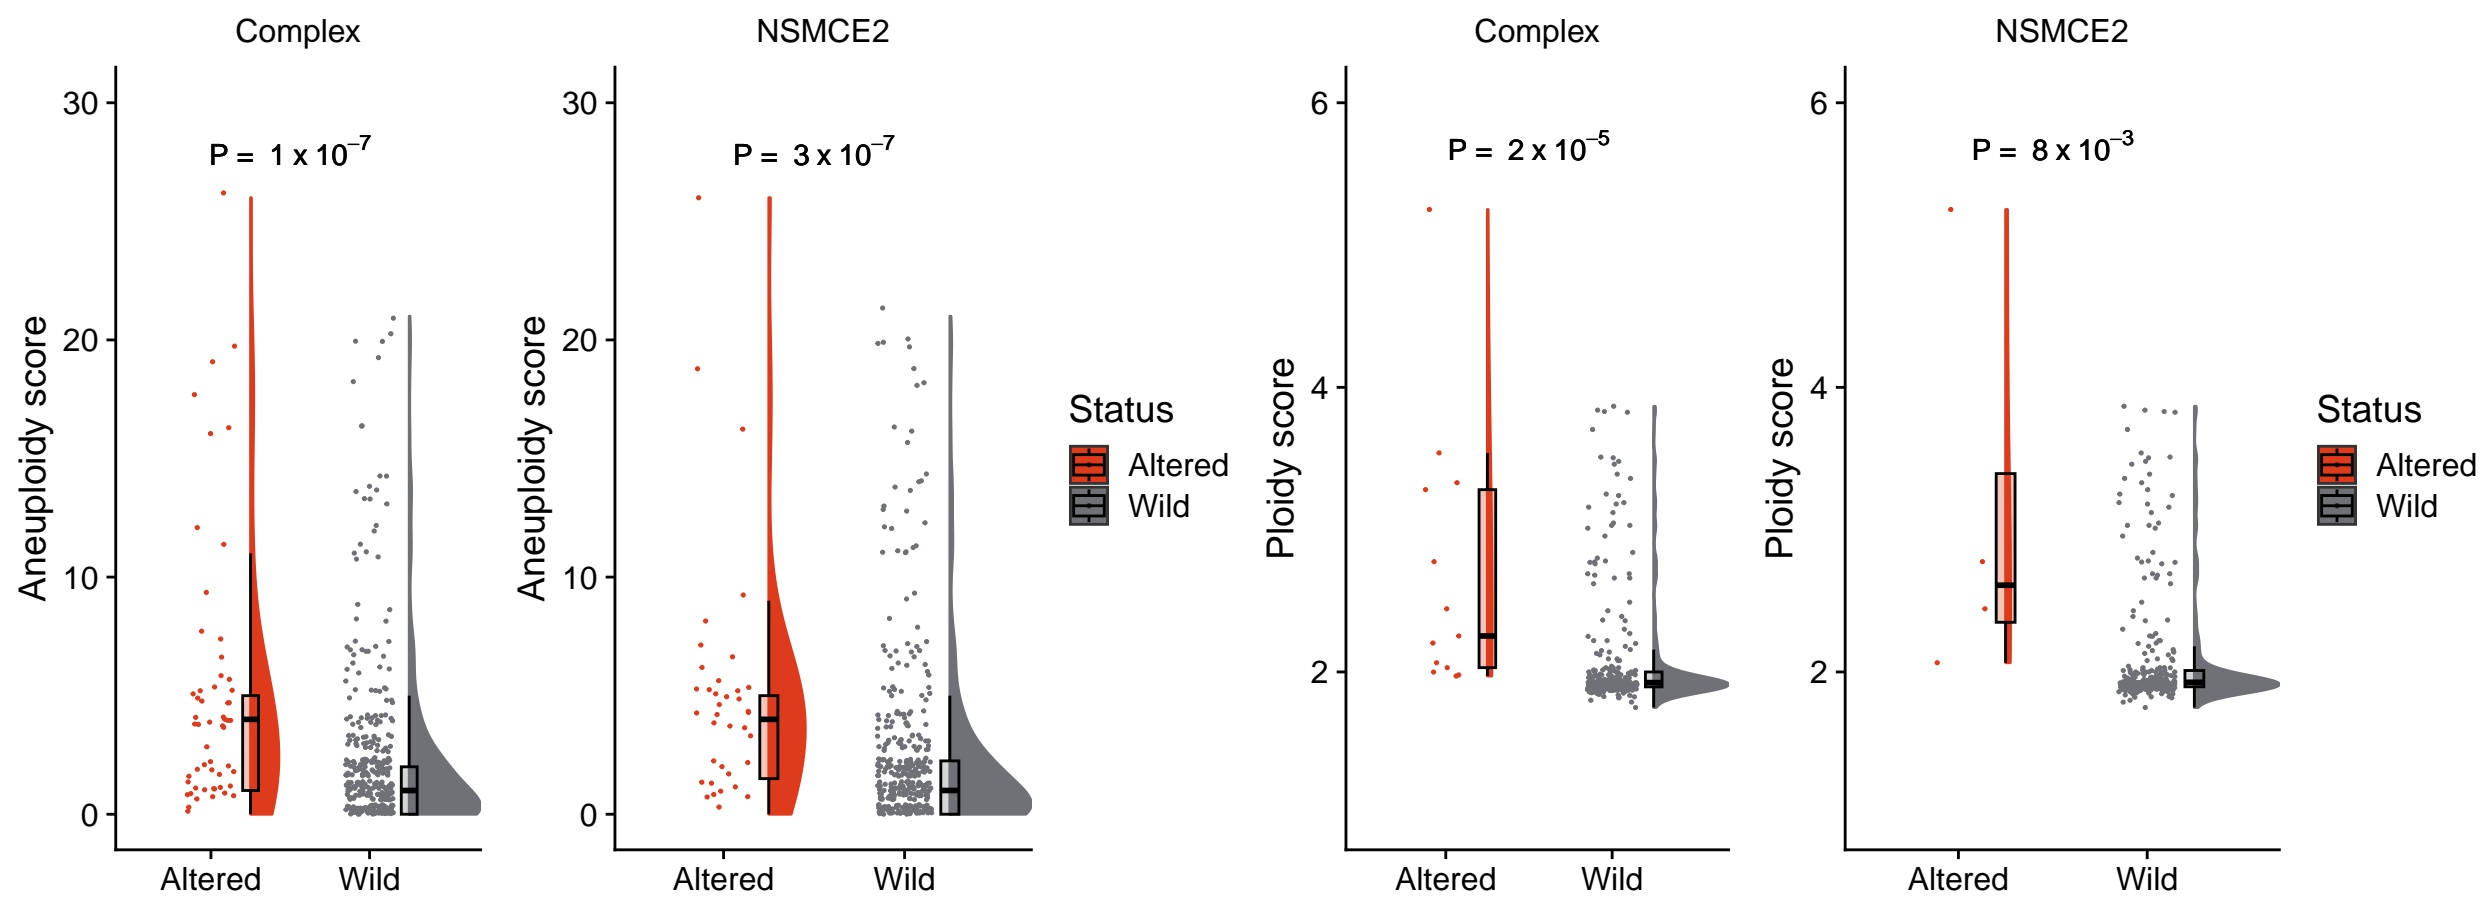 Complex
NSMCE2
Complex
NSMCE2
30
20
10
0
Aneuploidy score
P = 1 x 10⁻⁷
Altered
Wild
30
20
10
0
Aneuploidy score
P = 3 x 10⁻⁷
Altered
Wild
Status
Altered
Wild
6
4
2
Ploidy score
P = 2 x 10⁻⁵
Altered
Wild
6
4
2
Ploidy score
P = 8 x 10⁻³
Altered
Wild
Status
Altered
Wild